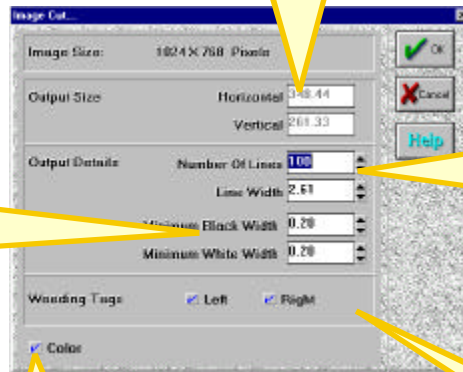 Image Cut...
Image Size: 1024 X 768 Pixels
OK
Output Size Horizontal 348.44
Cancel
Vertical 261.33
Help
Output Details Number Of Lines 100
Line Width 2.61
Minimum Black Width 0.20
Minimum White Width 0.20
Weeding Tags Left Right
Color